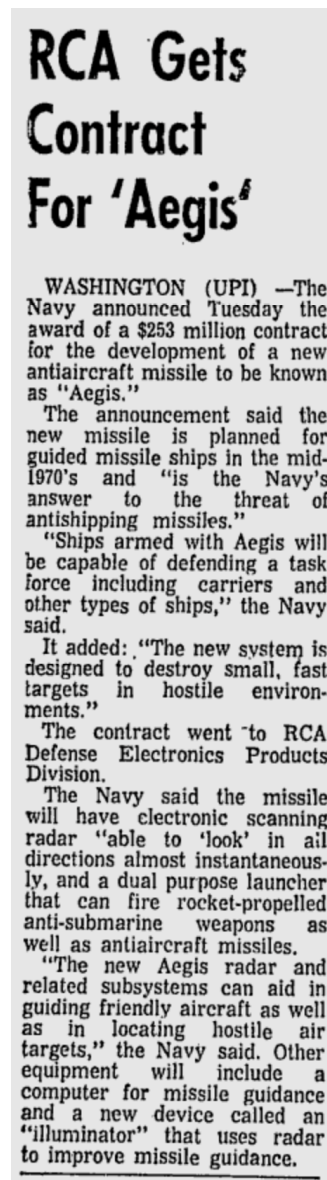 RCA Gets
Contract
For 'Aegis'
WASHINGTON (UPI) —The
Navy announced Tuesday the
award of a $253 million contract
for the development of a new
antiaircraft missile to be known
as "Aegis."
The announcement said the
new missile is planned for
guided missile ships in the mid-
1970's and "is the Navy's
answer to the threat of
antishipping missiles."
"Ships armed with Aegis will
be capable of defending a task
force including carriers and
other types of ships," the Navy
said.
It added: "The new system is
designed to destroy small, fast
targets in hostile environ-
ments."
The contract went to RCA
Defense Electronics Products
Division.
The Navy said the missile
will have electronic scanning
radar "able to 'look' in all
directions almost instantaneous-
ly, and a dual purpose launcher
that can fire rocket-propelled
anti-submarine weapons as
well as antiaircraft missiles.
"The new Aegis radar and
related subsystems can aid in
guiding friendly aircraft as well
as in locating hostile air
targets," the Navy said. Other
equipment will include a
computer for missile guidance
and a new device called an
"illuminator" that uses radar
to improve missile guidance.